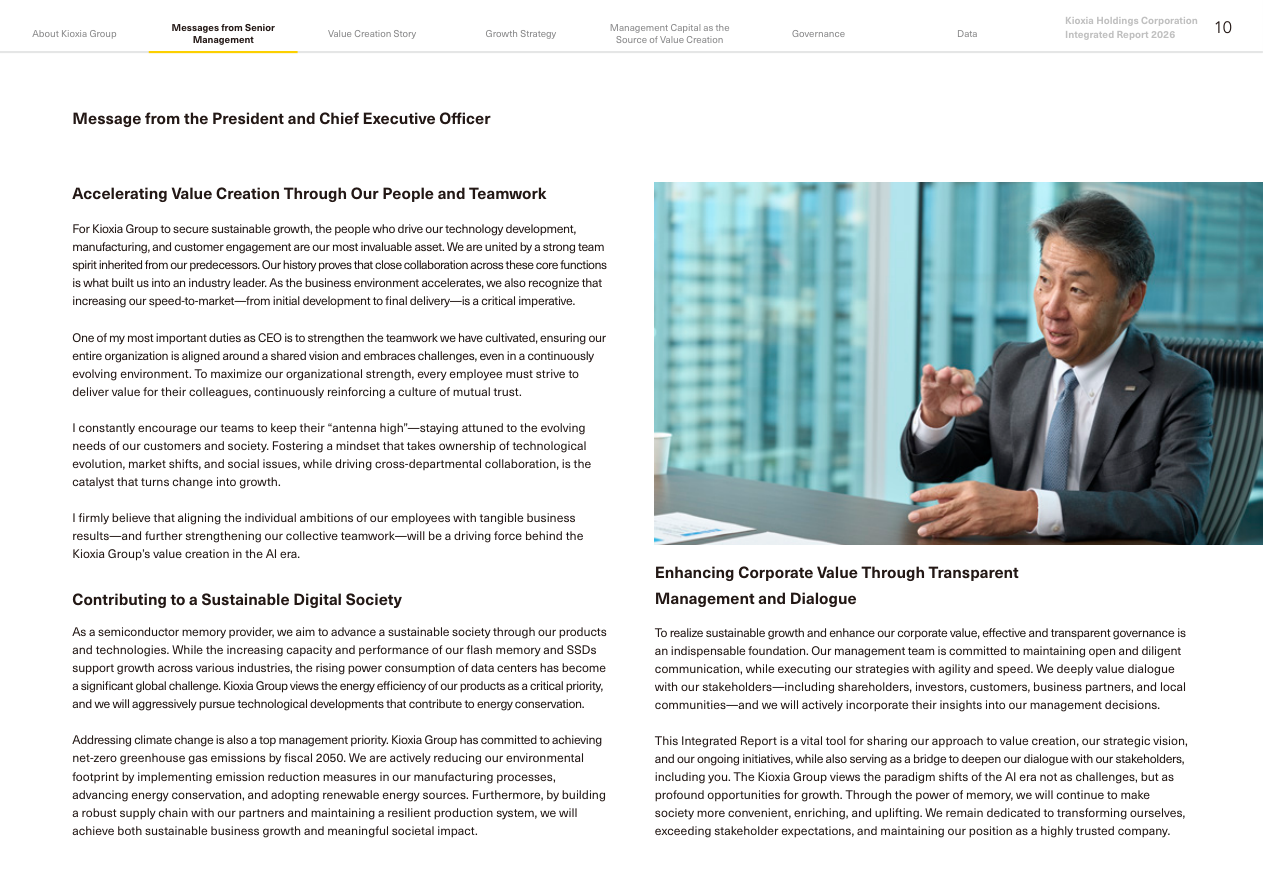 About Kioxia Group
Messages from Senior
Management
Value Creation Story
Growth Strategy
Management Capital as the
Source of Value Creation
Governance
Data
Kioxia Holdings Corporation
Integrated Report 2026
10
Message from the President and Chief Executive Officer
Accelerating Value Creation Through Our People and Teamwork
For Kioxia Group to secure sustainable growth, the people who drive our technology development,
manufacturing, and customer engagement are our most invaluable asset. We are united by a strong team
spirit inherited from our predecessors. Our history proves that close collaboration across these core functions
is what built us into an industry leader. As the business environment accelerates, we also recognize that
increasing our speed-to-market—from initial development to final delivery—is a critical imperative.
One of my most important duties as CEO is to strengthen the teamwork we have cultivated, ensuring our
entire organization is aligned around a shared vision and embraces challenges, even in a continuously
evolving environment. To maximize our organizational strength, every employee must strive to
deliver value for their colleagues, continuously reinforcing a culture of mutual trust.
I constantly encourage our teams to keep their “antenna high”—staying attuned to the evolving
needs of our customers and society. Fostering a mindset that takes ownership of technological
evolution, market shifts, and social issues, while driving cross-departmental collaboration, is the
catalyst that turns change into growth.
I firmly believe that aligning the individual ambitions of our employees with tangible business
results—and further strengthening our collective teamwork—will be a driving force behind the
Kioxia Group’s value creation in the AI era.
Contributing to a Sustainable Digital Society
As a semiconductor memory provider, we aim to advance a sustainable society through our products
and technologies. While the increasing capacity and performance of our flash memory and SSDs
support growth across various industries, the rising power consumption of data centers has become
a significant global challenge. Kioxia Group views the energy efficiency of our products as a critical priority,
and we will aggressively pursue technological developments that contribute to energy conservation.
Addressing climate change is also a top management priority. Kioxia Group has committed to achieving
net-zero greenhouse gas emissions by fiscal 2050. We are actively reducing our environmental
footprint by implementing emission reduction measures in our manufacturing processes,
advancing energy conservation, and adopting renewable energy sources. Furthermore, by building
a robust supply chain with our partners and maintaining a resilient production system, we will
achieve both sustainable business growth and meaningful societal impact.
Enhancing Corporate Value Through Transparent
Management and Dialogue
To realize sustainable growth and enhance our corporate value, effective and transparent governance is
an indispensable foundation. Our management team is committed to maintaining open and diligent
communication, while executing our strategies with agility and speed. We deeply value dialogue
with our stakeholders—including shareholders, investors, customers, business partners, and local
communities—and we will actively incorporate their insights into our management decisions.
This Integrated Report is a vital tool for sharing our approach to value creation, our strategic vision,
and our ongoing initiatives, while also serving as a bridge to deepen our dialogue with our stakeholders,
including you. The Kioxia Group views the paradigm shifts of the AI era not as challenges, but as
profound opportunities for growth. Through the power of memory, we will continue to make
society more convenient, enriching, and uplifting. We remain dedicated to transforming ourselves,
exceeding stakeholder expectations, and maintaining our position as a highly trusted company.